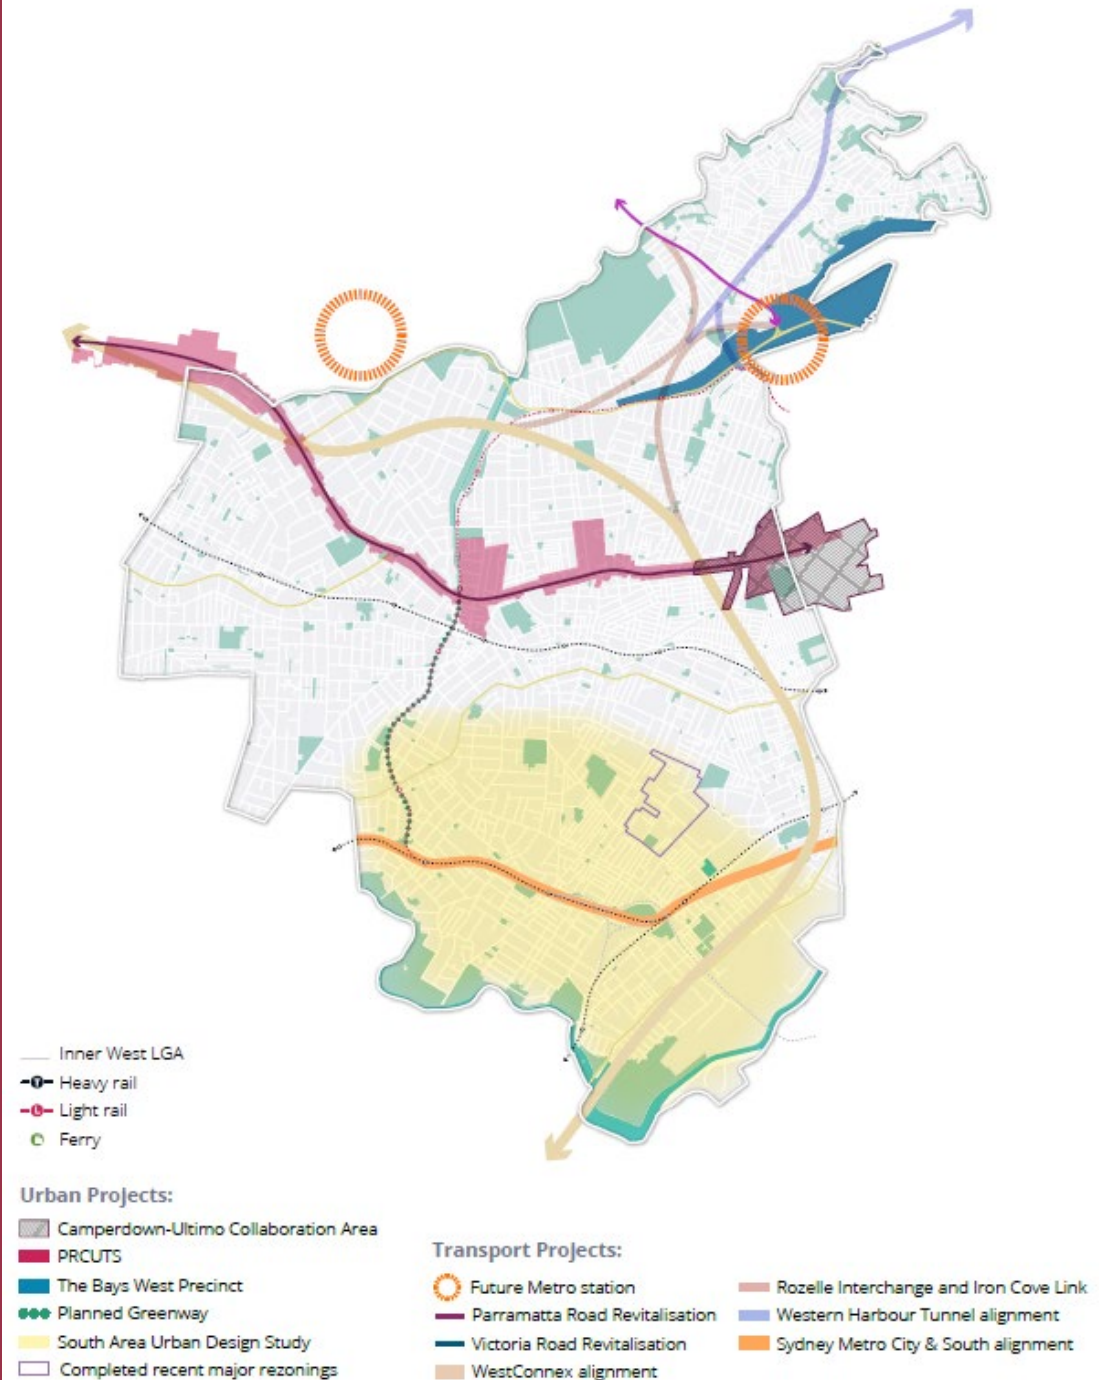 Inner West LGA
Heavy rail
Light rail
Ferry
Urban Projects:
Camperdown-Ultimo Collaboration Area
PRCUTS
The Bays West Precinct
Planned Greenway
South Area Urban Design Study
Completed recent major rezonings
Transport Projects:
Future Metro station
Parramatta Road Revitalisation
Victoria Road Revitalisation
WestConnex alignment
Rozelle Interchange and Iron Cove Link
Western Harbour Tunnel alignment
Sydney Metro City & South alignment